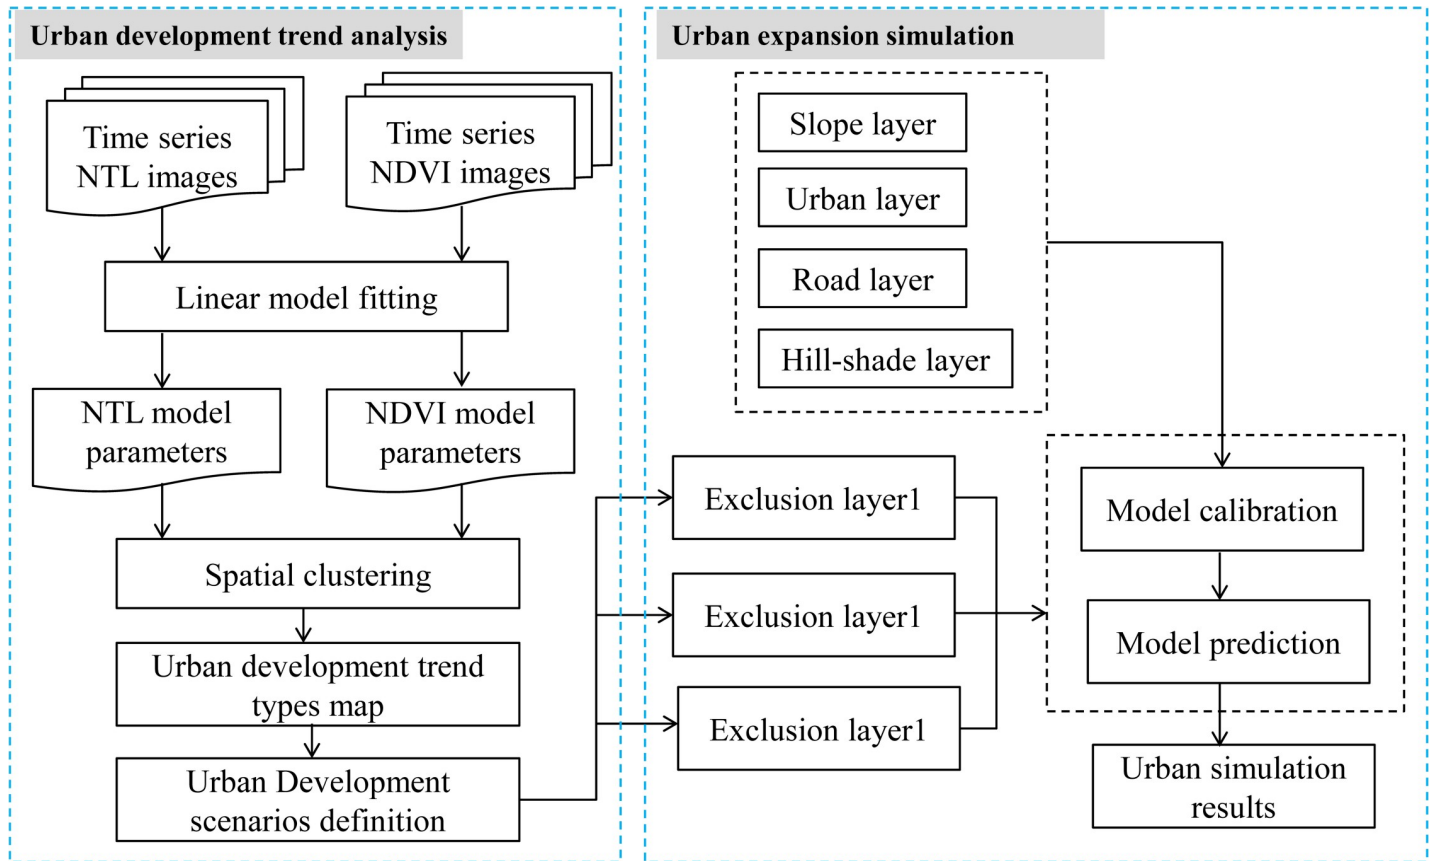 Urban development trend analysis
Time series
NTL images
Time series
NDVI images
Linear model fitting
NTL model
parameters
NDVI model
parameters
Spatial clustering
Urban development trend
types map
Urban Development
scenarios definition
Urban expansion simulation
Slope layer
Urban layer
Road layer
Hill-shade layer
Exclusion layer1
Exclusion layer1
Exclusion layer1
Model calibration
Model prediction
Urban simulation
results